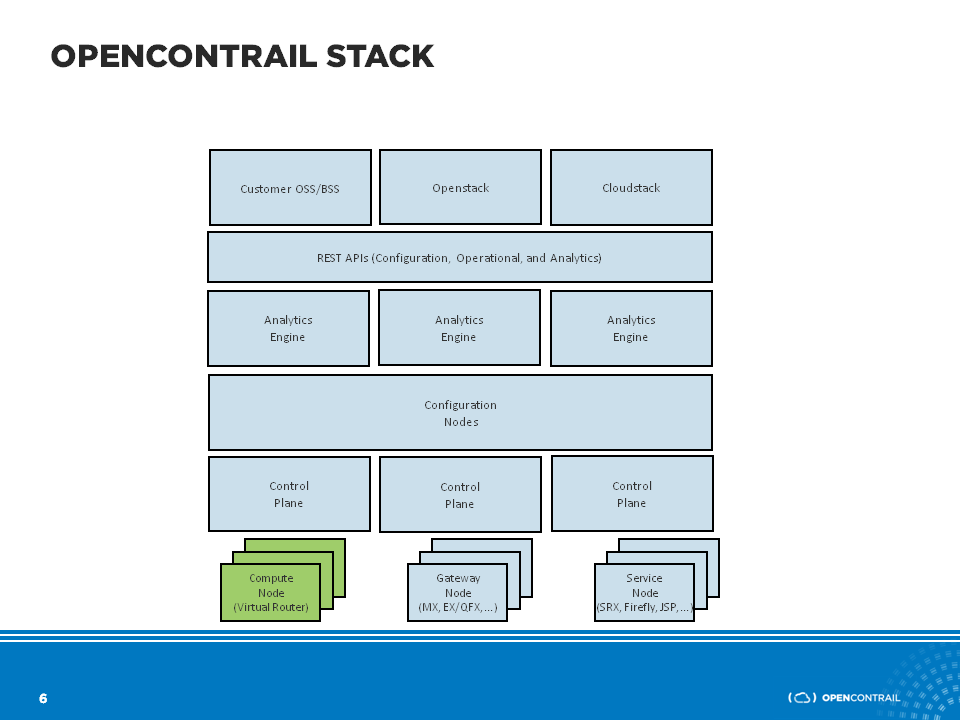 OPENCONTRAIL STACK
Customer OSS/BSS
Openstack
Cloudstack
REST APIs (Configuration, Operational, and Analytics)
Analytics
Engine
Analytics
Engine
Analytics
Engine
Configuration
Nodes
Control
Plane
Control
Plane
Control
Plane
Compute
Node
(Virtual Router)
Gateway
Node
(MX, EX/QFX, ...)
Service
Node
(SRX, Firefly, JSP, ...)
6
OPENCONTRAIL